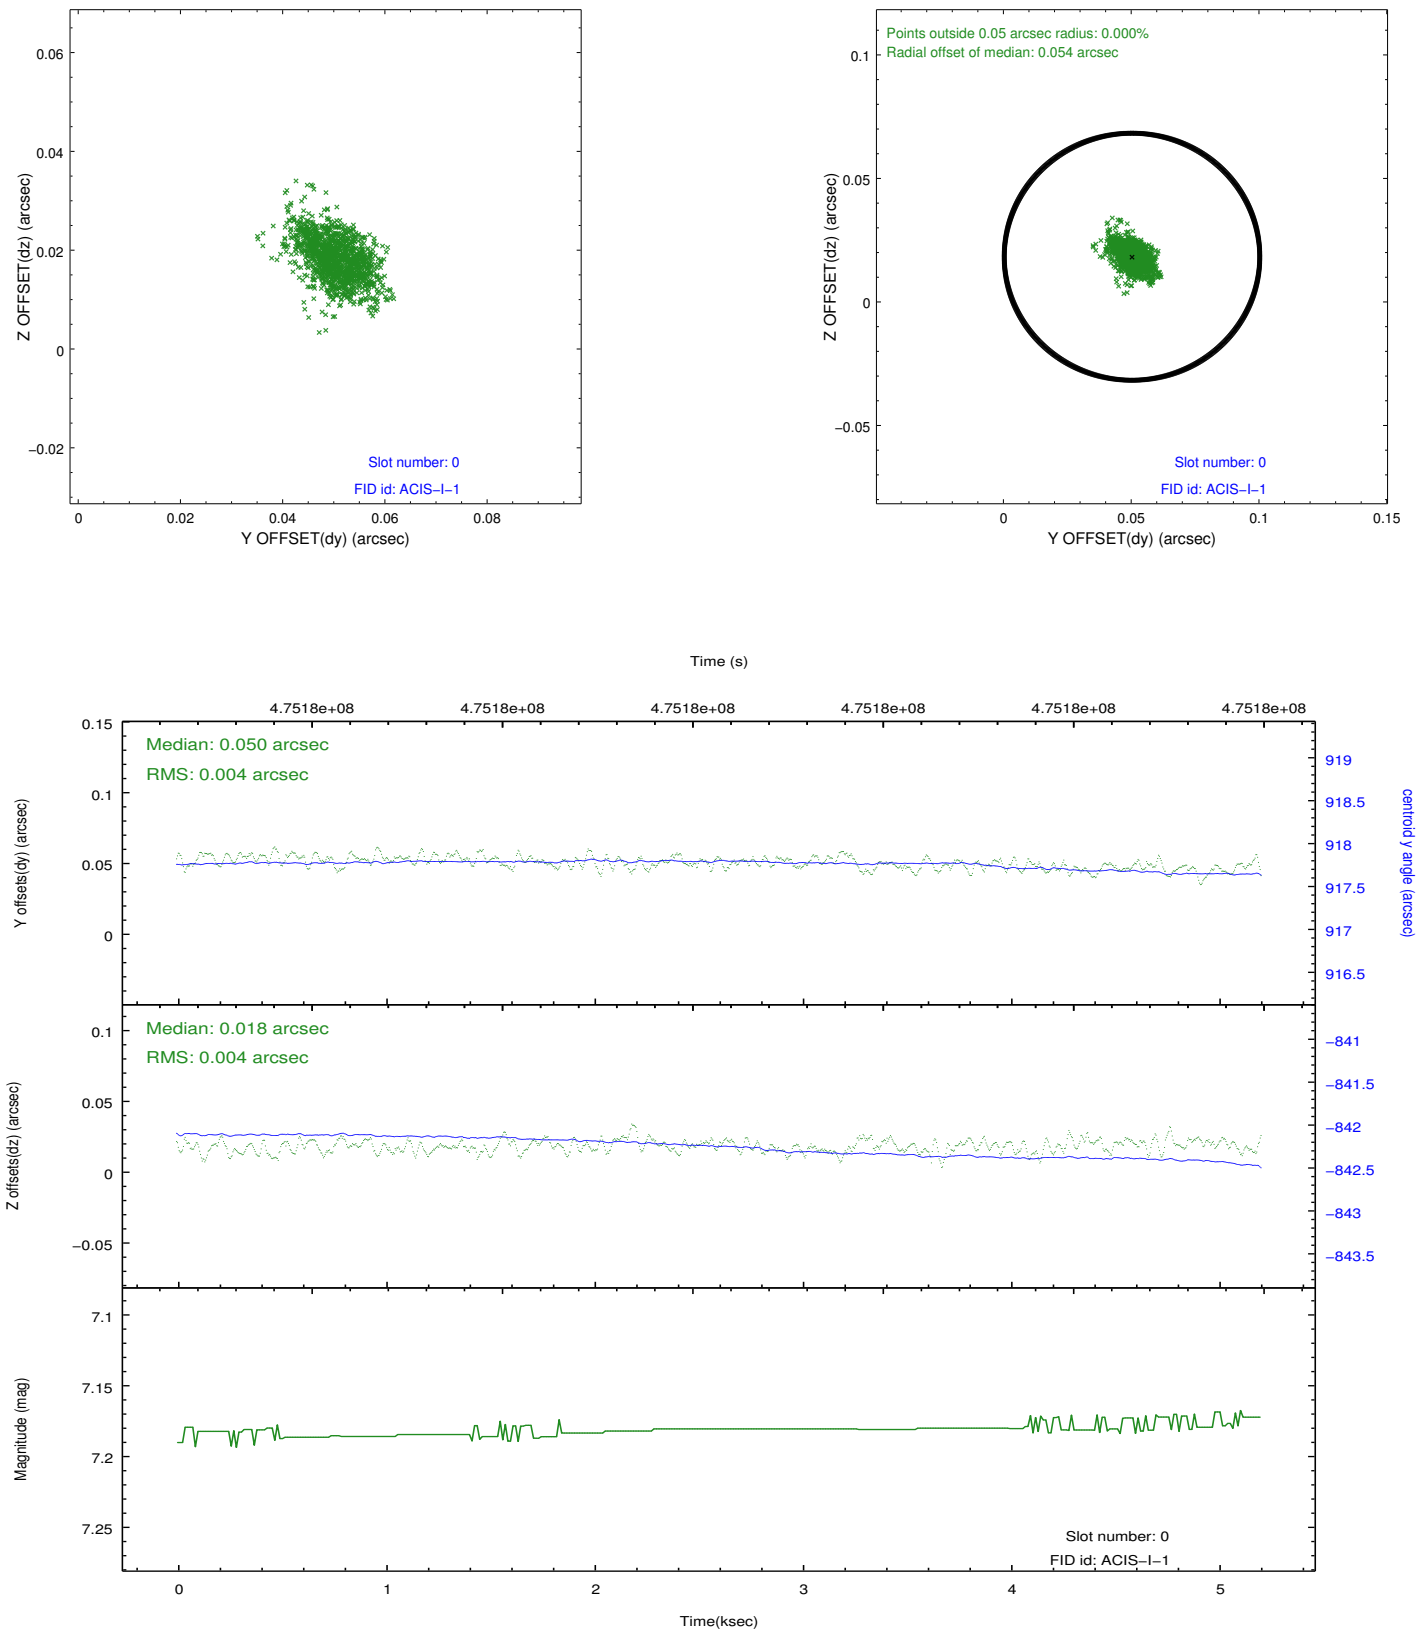 0.06
0.04
0.02
0
−0.02
Z OFFSET(dz) (arcsec)
Slot number: 0
FID id: ACIS−I−1
0 0.02 0.04 0.06 0.08
Y OFFSET(dy) (arcsec)
Points outside 0.05 arcsec radius: 0.000%
Radial offset of median: 0.054 arcsec
0.1
0.05
0
−0.05
Z OFFSET(dz) (arcsec)
Slot number: 0
FID id: ACIS−I−1
0 0.05 0.1 0.15
Y OFFSET(dy) (arcsec)
Time (s)
4.7518e+08 4.7518e+08 4.7518e+08 4.7518e+08 4.7518e+08 4.7518e+08
Median: 0.050 arcsec
RMS: 0.004 arcsec
0.15
0.1
0.05
0
Y offsets(dy) (arcsec)
919
918.5
918
917.5
917
916.5
centroid y angle (arcsec)
Median: 0.018 arcsec
RMS: 0.004 arcsec
0.1
0.05
0
−0.05
Z offsets(dz) (arcsec)
−841
−841.5
−842
−842.5
−843
−843.5
7.1
7.15
7.2
7.25
Magnitude (mag)
Slot number: 0
FID id: ACIS−I−1
0 1 2 3 4 5
Time(ksec)